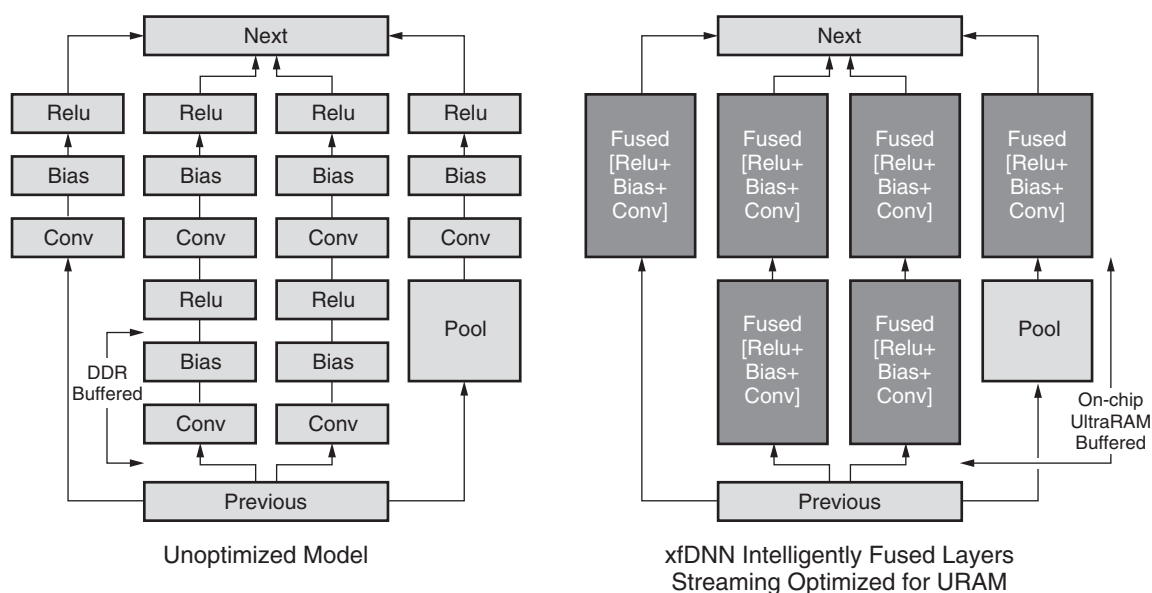 Next
Relu
Relu
Relu
Relu
Bias
Bias
Bias
Bias
Conv
Conv
Conv
Conv
Relu
Relu
Pool
Bias
Bias
DDR
Buffered
Conv
Conv
Previous
Unoptimized Model
Next
Fused
[Relu+
Bias+
Conv]
Fused
[Relu+
Bias+
Conv]
Fused
[Relu+
Bias+
Conv]
Fused
[Relu+
Bias+
Conv]
Fused
[Relu+
Bias+
Conv]
Fused
[Relu+
Bias+
Conv]
Pool
On-chip
UltraRAM
Buffered
Previous
xfDNN Intelligently Fused Layers
Streaming Optimized for URAM